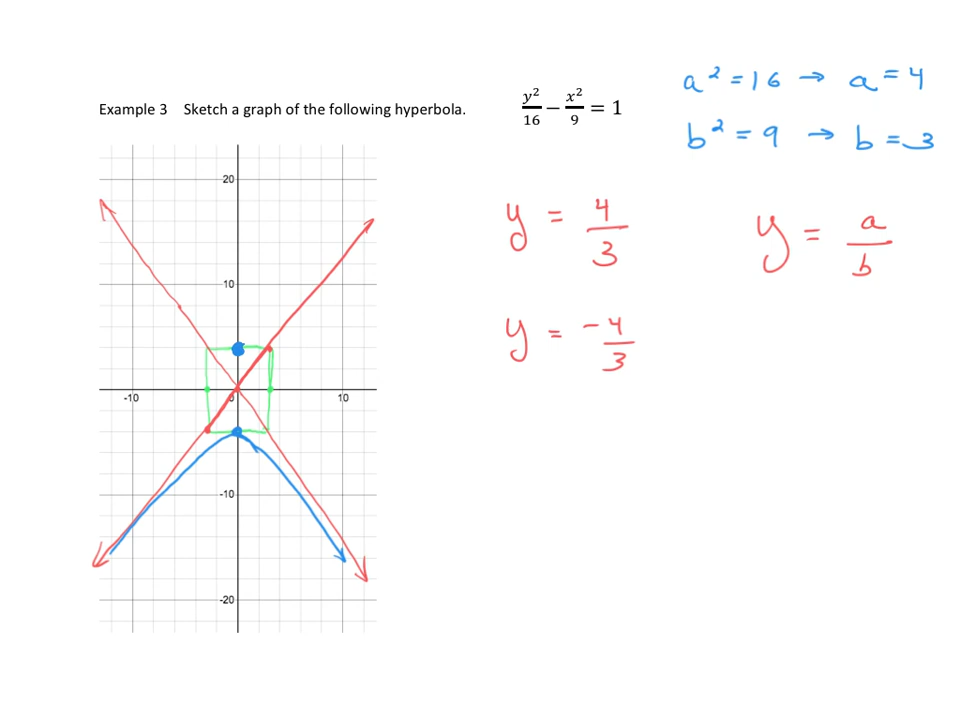 Example 3 Sketch a graph of the following hyperbola. y²/16 − x²/9 = 1
a² = 16 → a = 4
b² = 9 → b = 3
y = 4/3
y = a/b
y = -4/3
20
10
-10 0 10
-10
-20